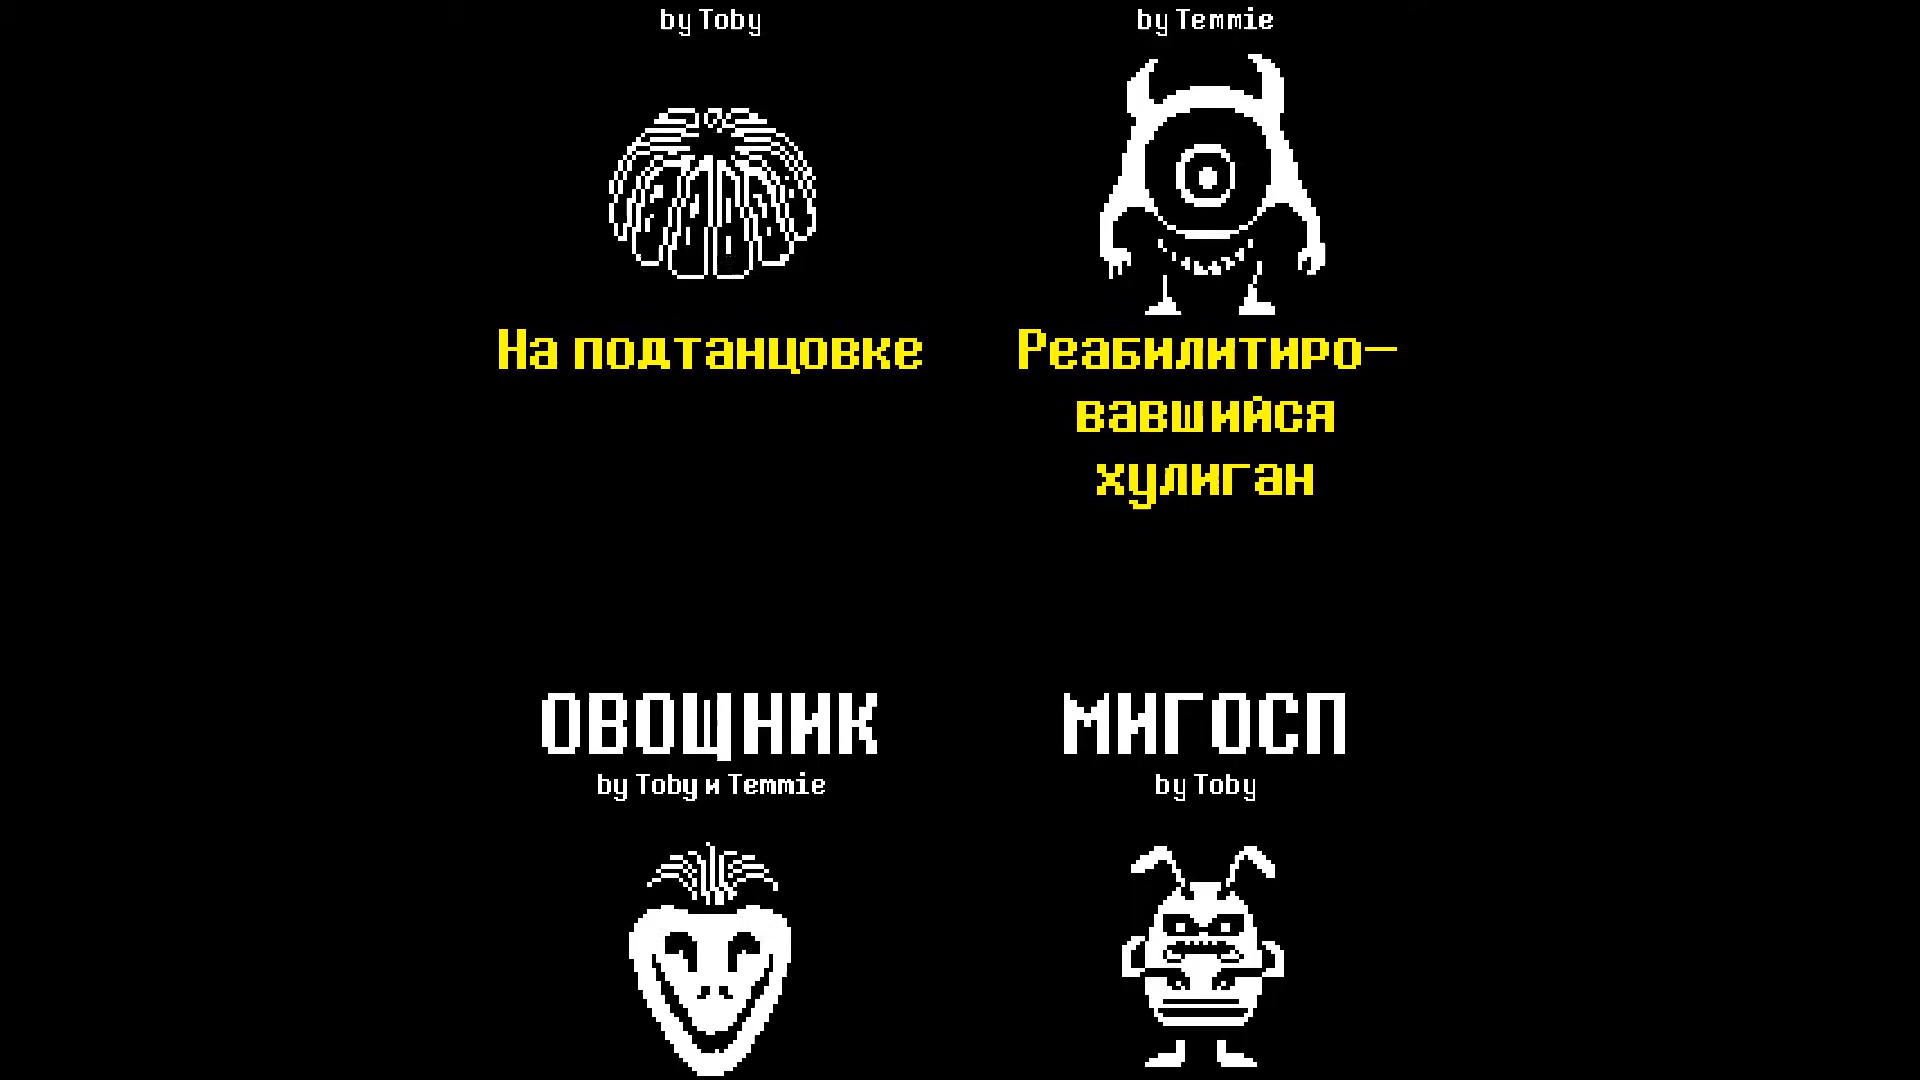 by Toby
by Temmie
На подтанцовке
Реабилитиро–
вавшийся
хулиган
ОВОЩНИК
МИГОСП
by Toby и Temmie
by Toby